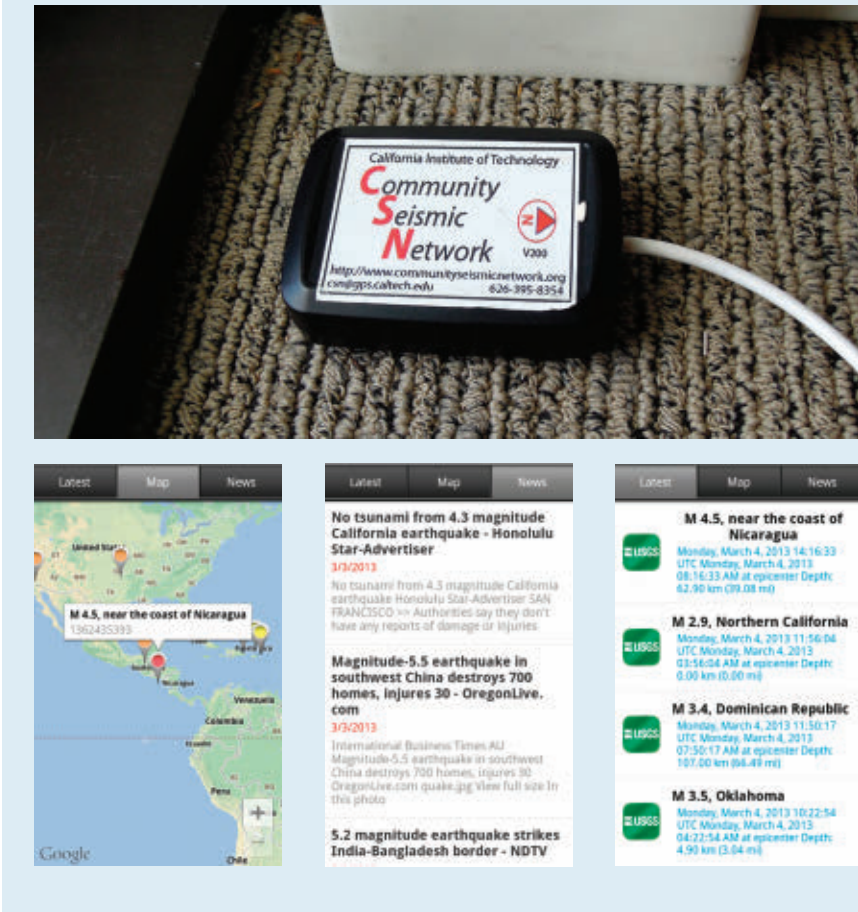 California Institute of Technology
Community
Seismic
Network
N
V200
http://www.communityseismicnetwork.org
csn@gps.caltech.edu 626-395-8354
Latest Map News
United States
M 4.5, near the coast of Nicaragua
1362435393
Nicaragua
Venezuela
Colombia
Ecuador
Peru
+
Google
Chile
Latest Map News
No tsunami from 4.3 magnitude
California earthquake - Honolulu
Star-Advertiser
3/3/2013
No tsunami from 4.3 magnitude California
earthquake Honolulu Star-Advertiser SAN
FRANCISCO >> Authorities say they don't
have any reports of damage or injuries
Magnitude-5.5 earthquake in
southwest China destroys 700
homes, injures 30 - OregonLive.
com
3/3/2013
International Business Times AU
Magnitude-5.5 earthquake in southwest
China destroys 700 homes, injures 30
OregonLive.com quake.jpg View full size In
this photo
5.2 magnitude earthquake strikes
India-Bangladesh border - NDTV
Latest Map News
M 4.5, near the coast of
Nicaragua
USGS
Monday, March 4, 2013 14:16:33
UTC Monday, March 4, 2013
08:16:33 AM at epicenter Depth:
62.90 km (39.08 mi)
M 2.9, Northern California
USGS
Monday, March 4, 2013 11:56:04
UTC Monday, March 4, 2013
03:56:04 AM at epicenter Depth:
0.00 km (0.00 mi)
M 3.4, Dominican Republic
USGS
Monday, March 4, 2013 11:50:17
UTC Monday, March 4, 2013
07:50:17 AM at epicenter Depth:
107.00 km (66.49 mi)
M 3.5, Oklahoma
USGS
Monday, March 4, 2013 10:22:54
UTC Monday, March 4, 2013
04:22:54 AM at epicenter Depth:
4.90 km (3.04 mi)